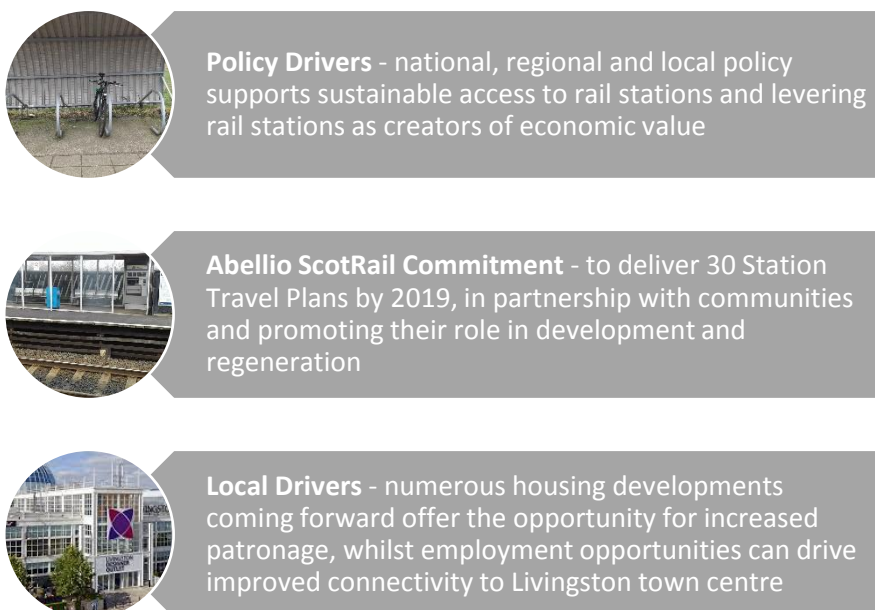 Policy Drivers - national, regional and local policy
supports sustainable access to rail stations and levering
rail stations as creators of economic value
Abellio ScotRail Commitment - to deliver 30 Station
Travel Plans by 2019, in partnership with communities
and promoting their role in development and
regeneration
Local Drivers - numerous housing developments
coming forward offer the opportunity for increased
patronage, whilst employment opportunities can drive
improved connectivity to Livingston town centre
LIVINGSTON
DESIGNER
OUTLET